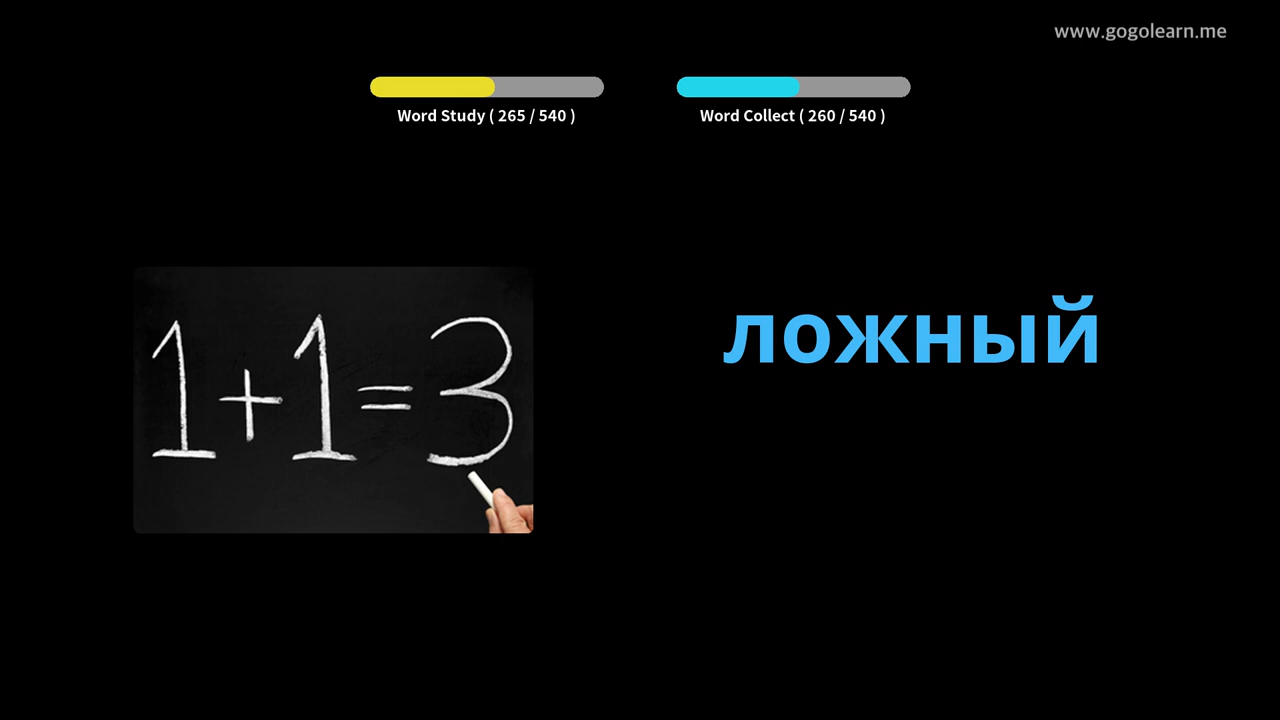 www.gogolearn.me
Word Study ( 265 / 540 )
Word Collect ( 260 / 540 )
ложный
1+1=3